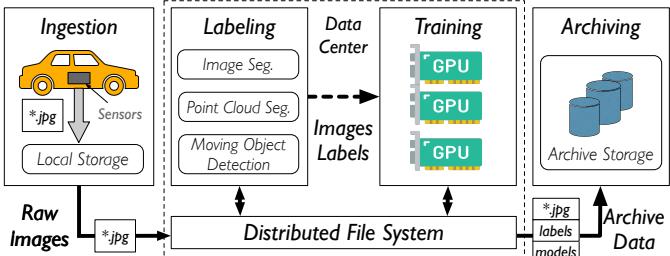 Ingestion
*.jpg
Sensors
Local Storage
Raw
Images
*.jpg
Labeling
Image Seg.
Point Cloud Seg.
Moving Object
Detection
Data
Center
Images
Labels
Training
GPU
GPU
GPU
Distributed File System
Archiving
Archive Storage
*.jpg
labels
models
Archive
Data